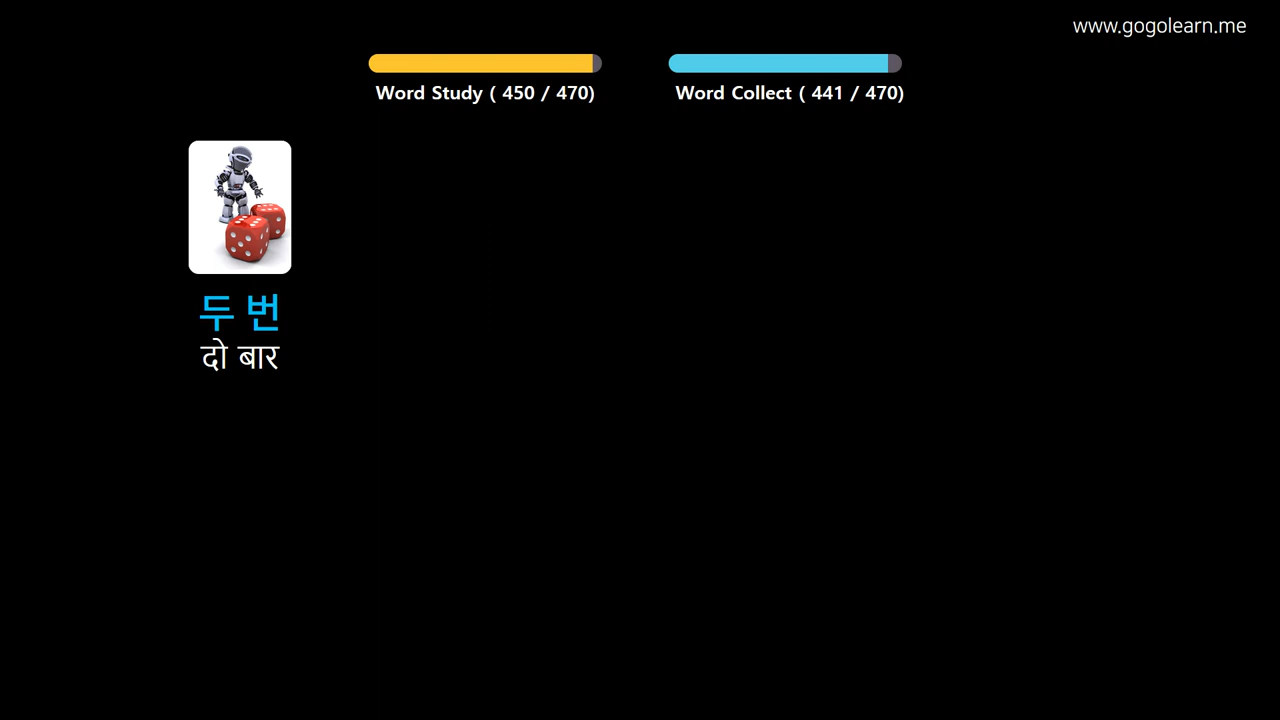 www.gogolearn.me
Word Study ( 450 / 470)
Word Collect ( 441 / 470)
두 번
दो बार